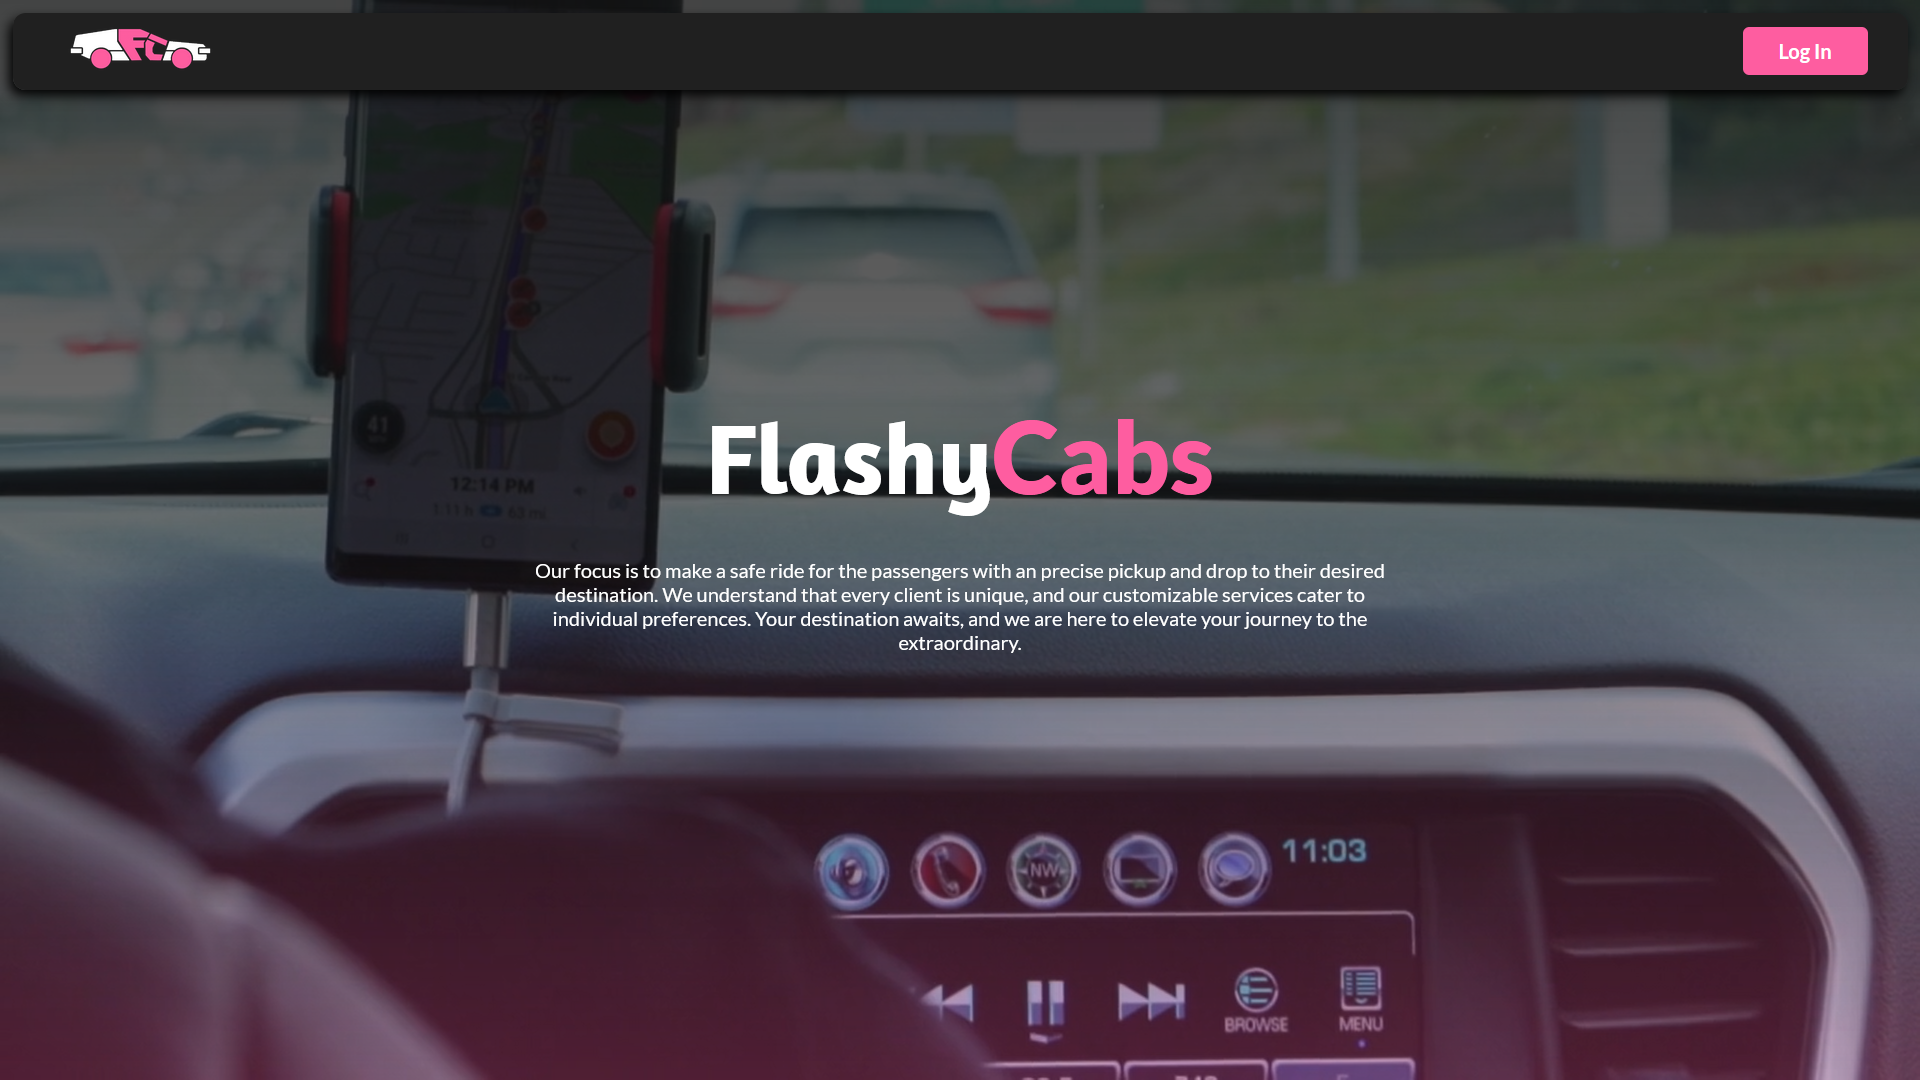 FC
Log In
41
12:14 PM
63 mi
FlashyCabs
Our focus is to make a safe ride for the passengers with an precise pickup and drop to their desired
destination. We understand that every client is unique, and our customizable services cater to
individual preferences. Your destination awaits, and we are here to elevate your journey to the
extraordinary.
11:03
NW
BROWSE
MENU